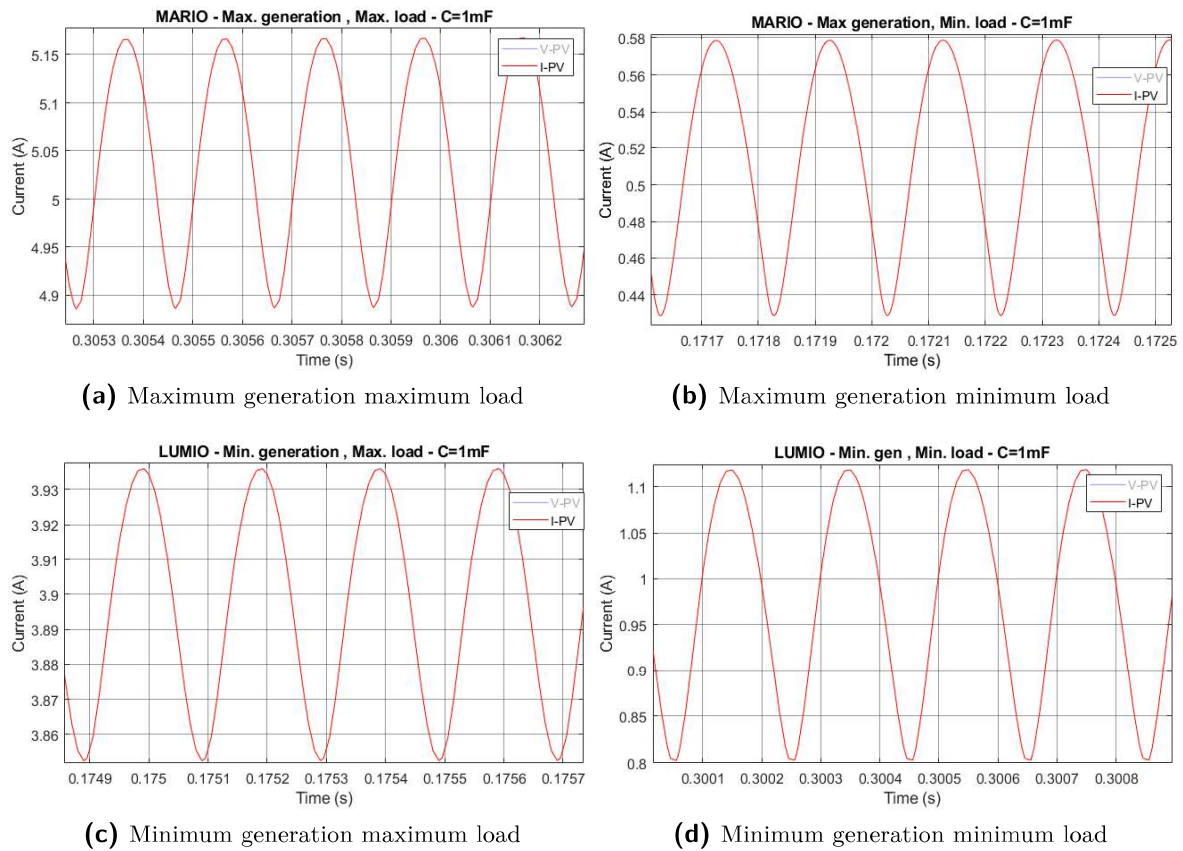 MARIO - Max. generation , Max. load - C=1mF
5.15
5.1
5.05
5
4.95
4.9
Current (A)
V-PV
I-PV
0.3053 0.3054 0.3055 0.3056 0.3057 0.3058 0.3059 0.306 0.3061 0.3062
Time (s)
(a) Maximum generation maximum load
MARIO - Max generation, Min. load - C=1mF
0.58
0.56
0.54
0.52
0.5
0.48
0.46
0.44
Current (A)
V-PV
I-PV
0.1717 0.1718 0.1719 0.172 0.1721 0.1722 0.1723 0.1724 0.1725
Time (s)
(b) Maximum generation minimum load
LUMIO - Min. generation , Max. load - C=1mF
3.93
3.92
3.91
3.9
3.89
3.88
3.87
3.86
Current (A)
V-PV
I-PV
0.1749 0.175 0.1751 0.1752 0.1753 0.1754 0.1755 0.1756 0.1757
Time (s)
(c) Minimum generation maximum load
LUMIO - Min. gen , Min. load - C=1mF
1.1
1.05
1
0.95
0.9
0.85
0.8
Current (A)
V-PV
I-PV
0.3001 0.3002 0.3003 0.3004 0.3005 0.3006 0.3007 0.3008
Time (s)
(d) Minimum generation minimum load